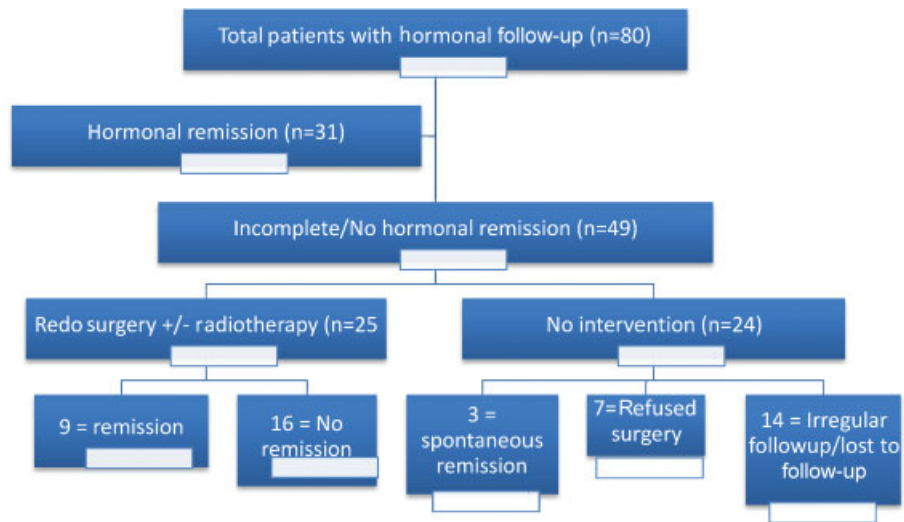 Total patients with hormonal follow-up (n=80)
Hormonal remission (n=31)
Incomplete/No hormonal remission (n=49)
Redo surgery +/- radiotherapy (n=25
No intervention (n=24)
9 = remission
16 = No
remission
3 =
spontaneous
remission
7=Refused
surgery
14 = Irregular
followup/lost to
follow-up